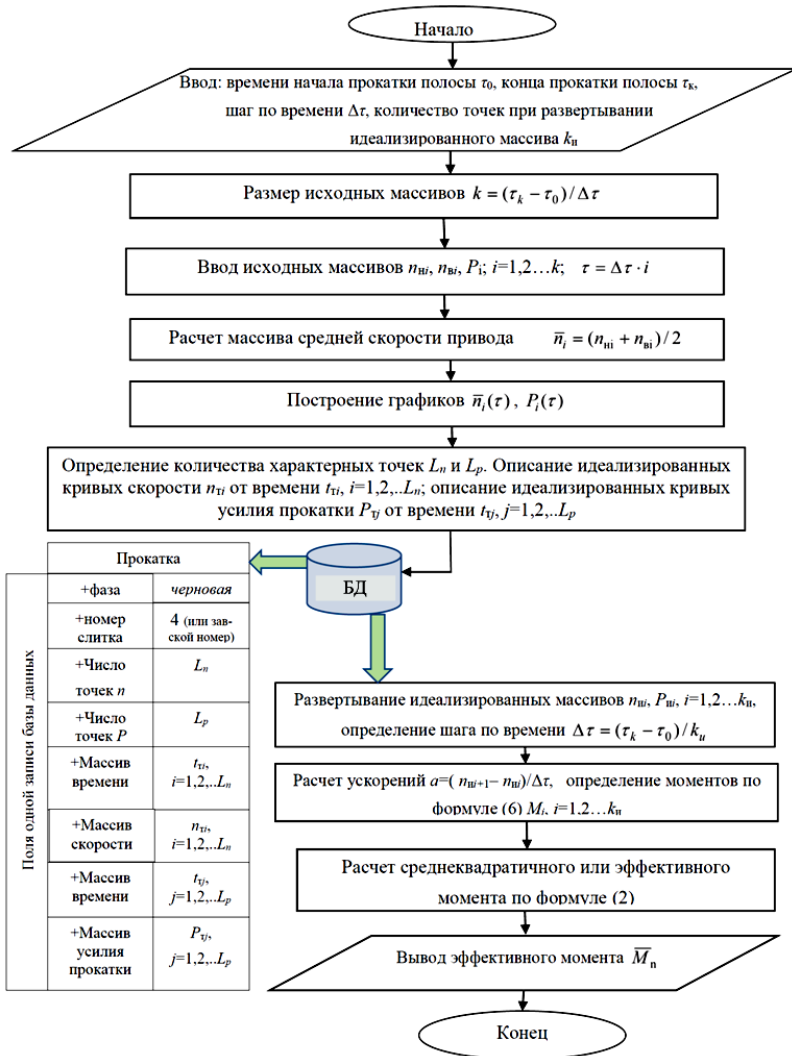 Начало
Ввод: времени начала прокатки полосы τ₀, конца прокатки полосы τк,
шаг по времени Δτ, количество точек при развертывании
идеализированного массива kи
Размер исходных массивов k = (τk − τ0) / Δτ
Ввод исходных массивов nнi, nвi, Pi; i=1,2…k; τ = Δτ · i
Расчет массива средней скорости привода n̅i = (nнi + nвi) / 2
Построение графиков n̅i(τ) , Pi(τ)
Определение количества характерных точек Ln и Lp. Описание идеализированных
кривых скорости nτi от времени tτi, i=1,2,..Ln; описание идеализированных кривых
усилия прокатки Pτj от времени tτj, j=1,2,..Lp
БД
Поля одной записи базы данных
Прокатка
+фаза
черновая
+номер
слитка
4 (или зав-
ской номер)
+Число
точек n
Ln
+Число
точек P
Lp
+Массив
времени
tτi,
i=1,2,..Ln
+Массив
скорости
nτi,
i=1,2,..Ln
+Массив
времени
tτj,
j=1,2,..Lp
+Массив
усилия
прокатки
Pτj,
j=1,2,..Lp
Развертывание идеализированных массивов nиi, Pиi, i=1,2…kи,
определение шага по времени Δτ = (τk − τ0) / kи
Расчет ускорений a=( nиi+1− nиi)/Δτ, определение моментов по
формуле (6) Mi, i=1,2…kи
Расчет среднеквадратичного или эффективного
момента по формуле (2)
Вывод эффективного момента M̅п
Конец